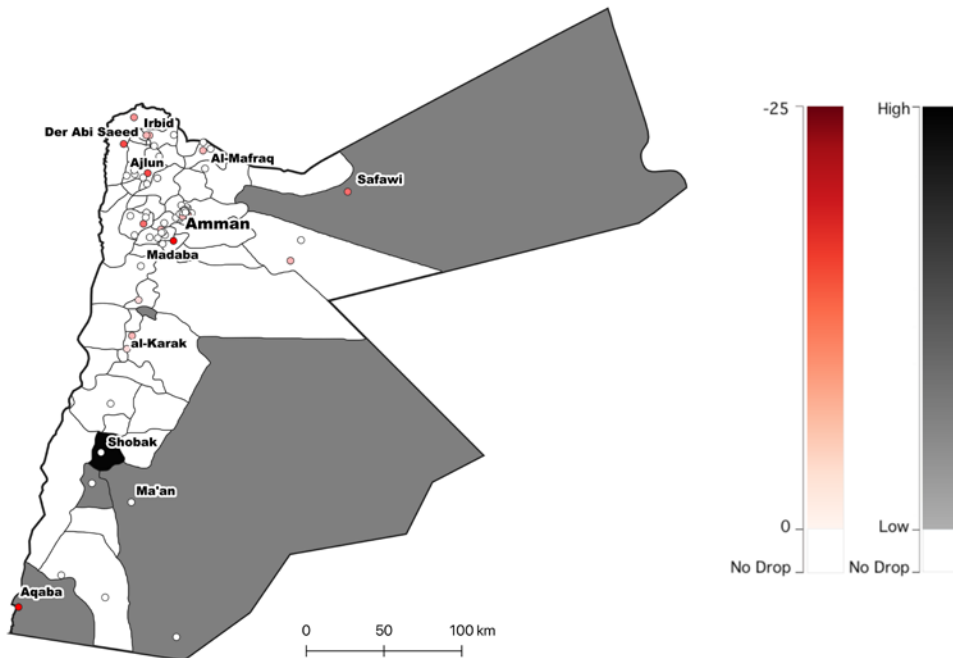 Irbid
Der Abi Saeed
Al-Mafraq
Ajlun
Safawi
Amman
Madaba
al-Karak
Shobak
Ma'an
Aqaba
0 50 100 km
-25
0
No Drop
High
Low
No Drop